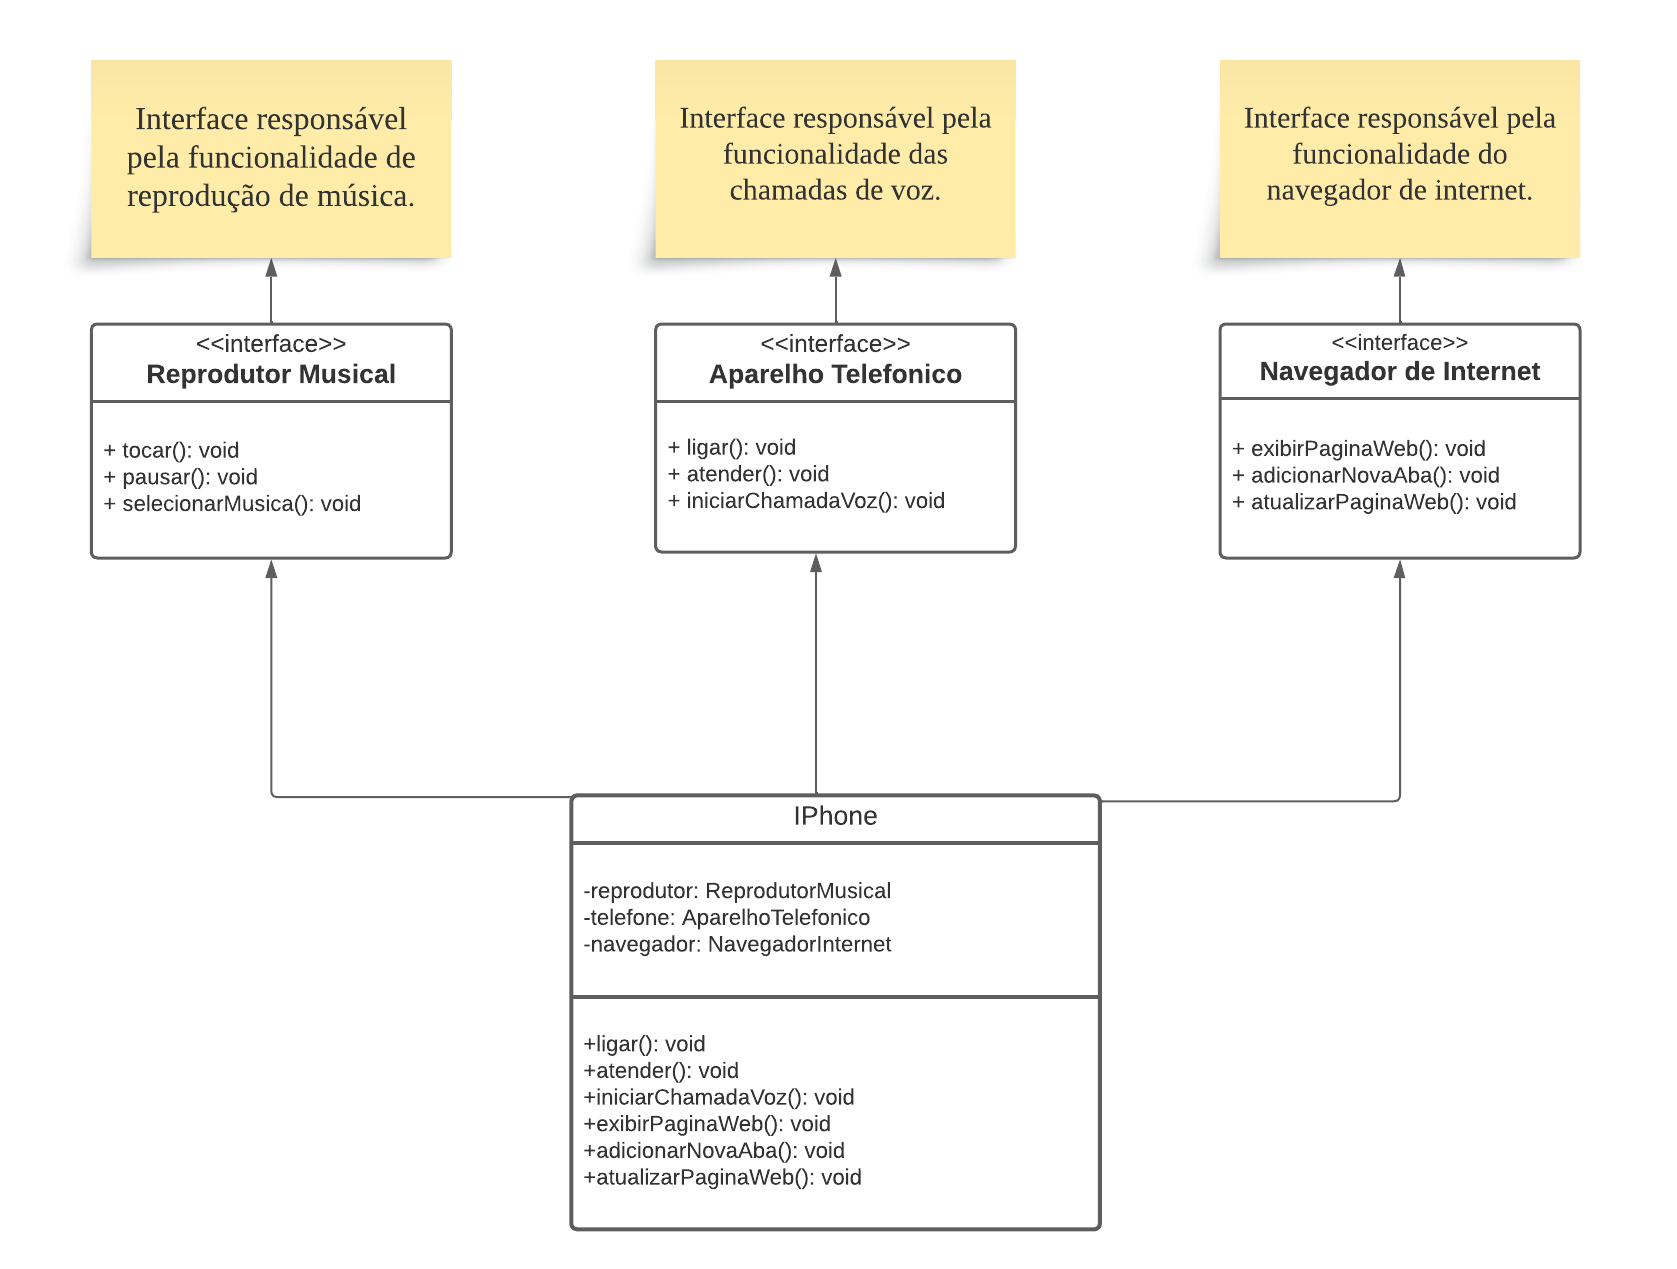 Interface responsável
pela funcionalidade de
reprodução de música.
Interface responsável pela
funcionalidade das
chamadas de voz.
Interface responsável pela
funcionalidade do
navegador de internet.
<<interface>>
Reprodutor Musical
+ tocar(): void
+ pausar(): void
+ selecionarMusica(): void
<<interface>>
Aparelho Telefonico
+ ligar(): void
+ atender(): void
+ iniciarChamadaVoz(): void
<<interface>>
Navegador de Internet
+ exibirPaginaWeb(): void
+ adicionarNovaAba(): void
+ atualizarPaginaWeb(): void
IPhone
-reprodutor: ReprodutorMusical
-telefone: AparelhoTelefonico
-navegador: NavegadorInternet
+ligar(): void
+atender(): void
+iniciarChamadaVoz(): void
+exibirPaginaWeb(): void
+adicionarNovaAba(): void
+atualizarPaginaWeb(): void